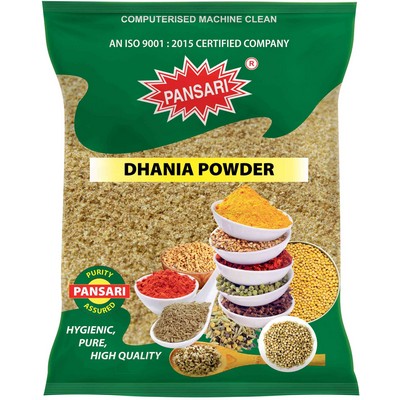 COMPUTERISED MACHINE CLEAN
AN ISO 9001 : 2015 CERTIFIED COMPANY
PANSARI ®
DHANIA POWDER
PURITY
PANSARI
ASSURED
HYGIENIC,
PURE,
HIGH QUALITY